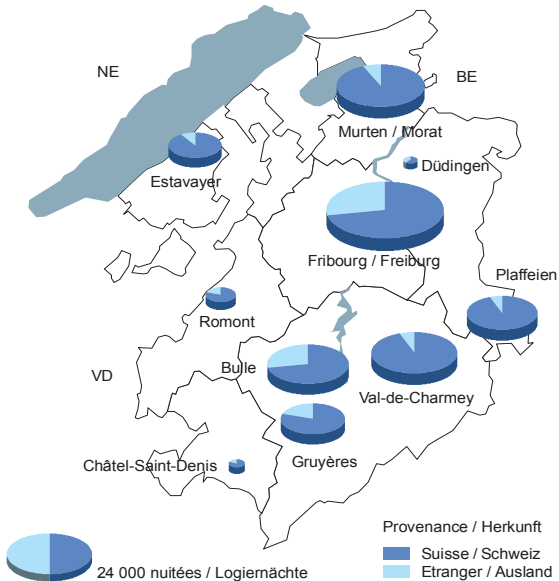 NE
BE
Murten / Morat
Düdingen
Estavayer
Fribourg / Freiburg
Plaffeien
Romont
VD
Bulle
Val-de-Charmey
Gruyères
Châtel-Saint-Denis
Provenance / Herkunft
Suisse / Schweiz
Etranger / Ausland
24 000 nuitées / Logiernächte